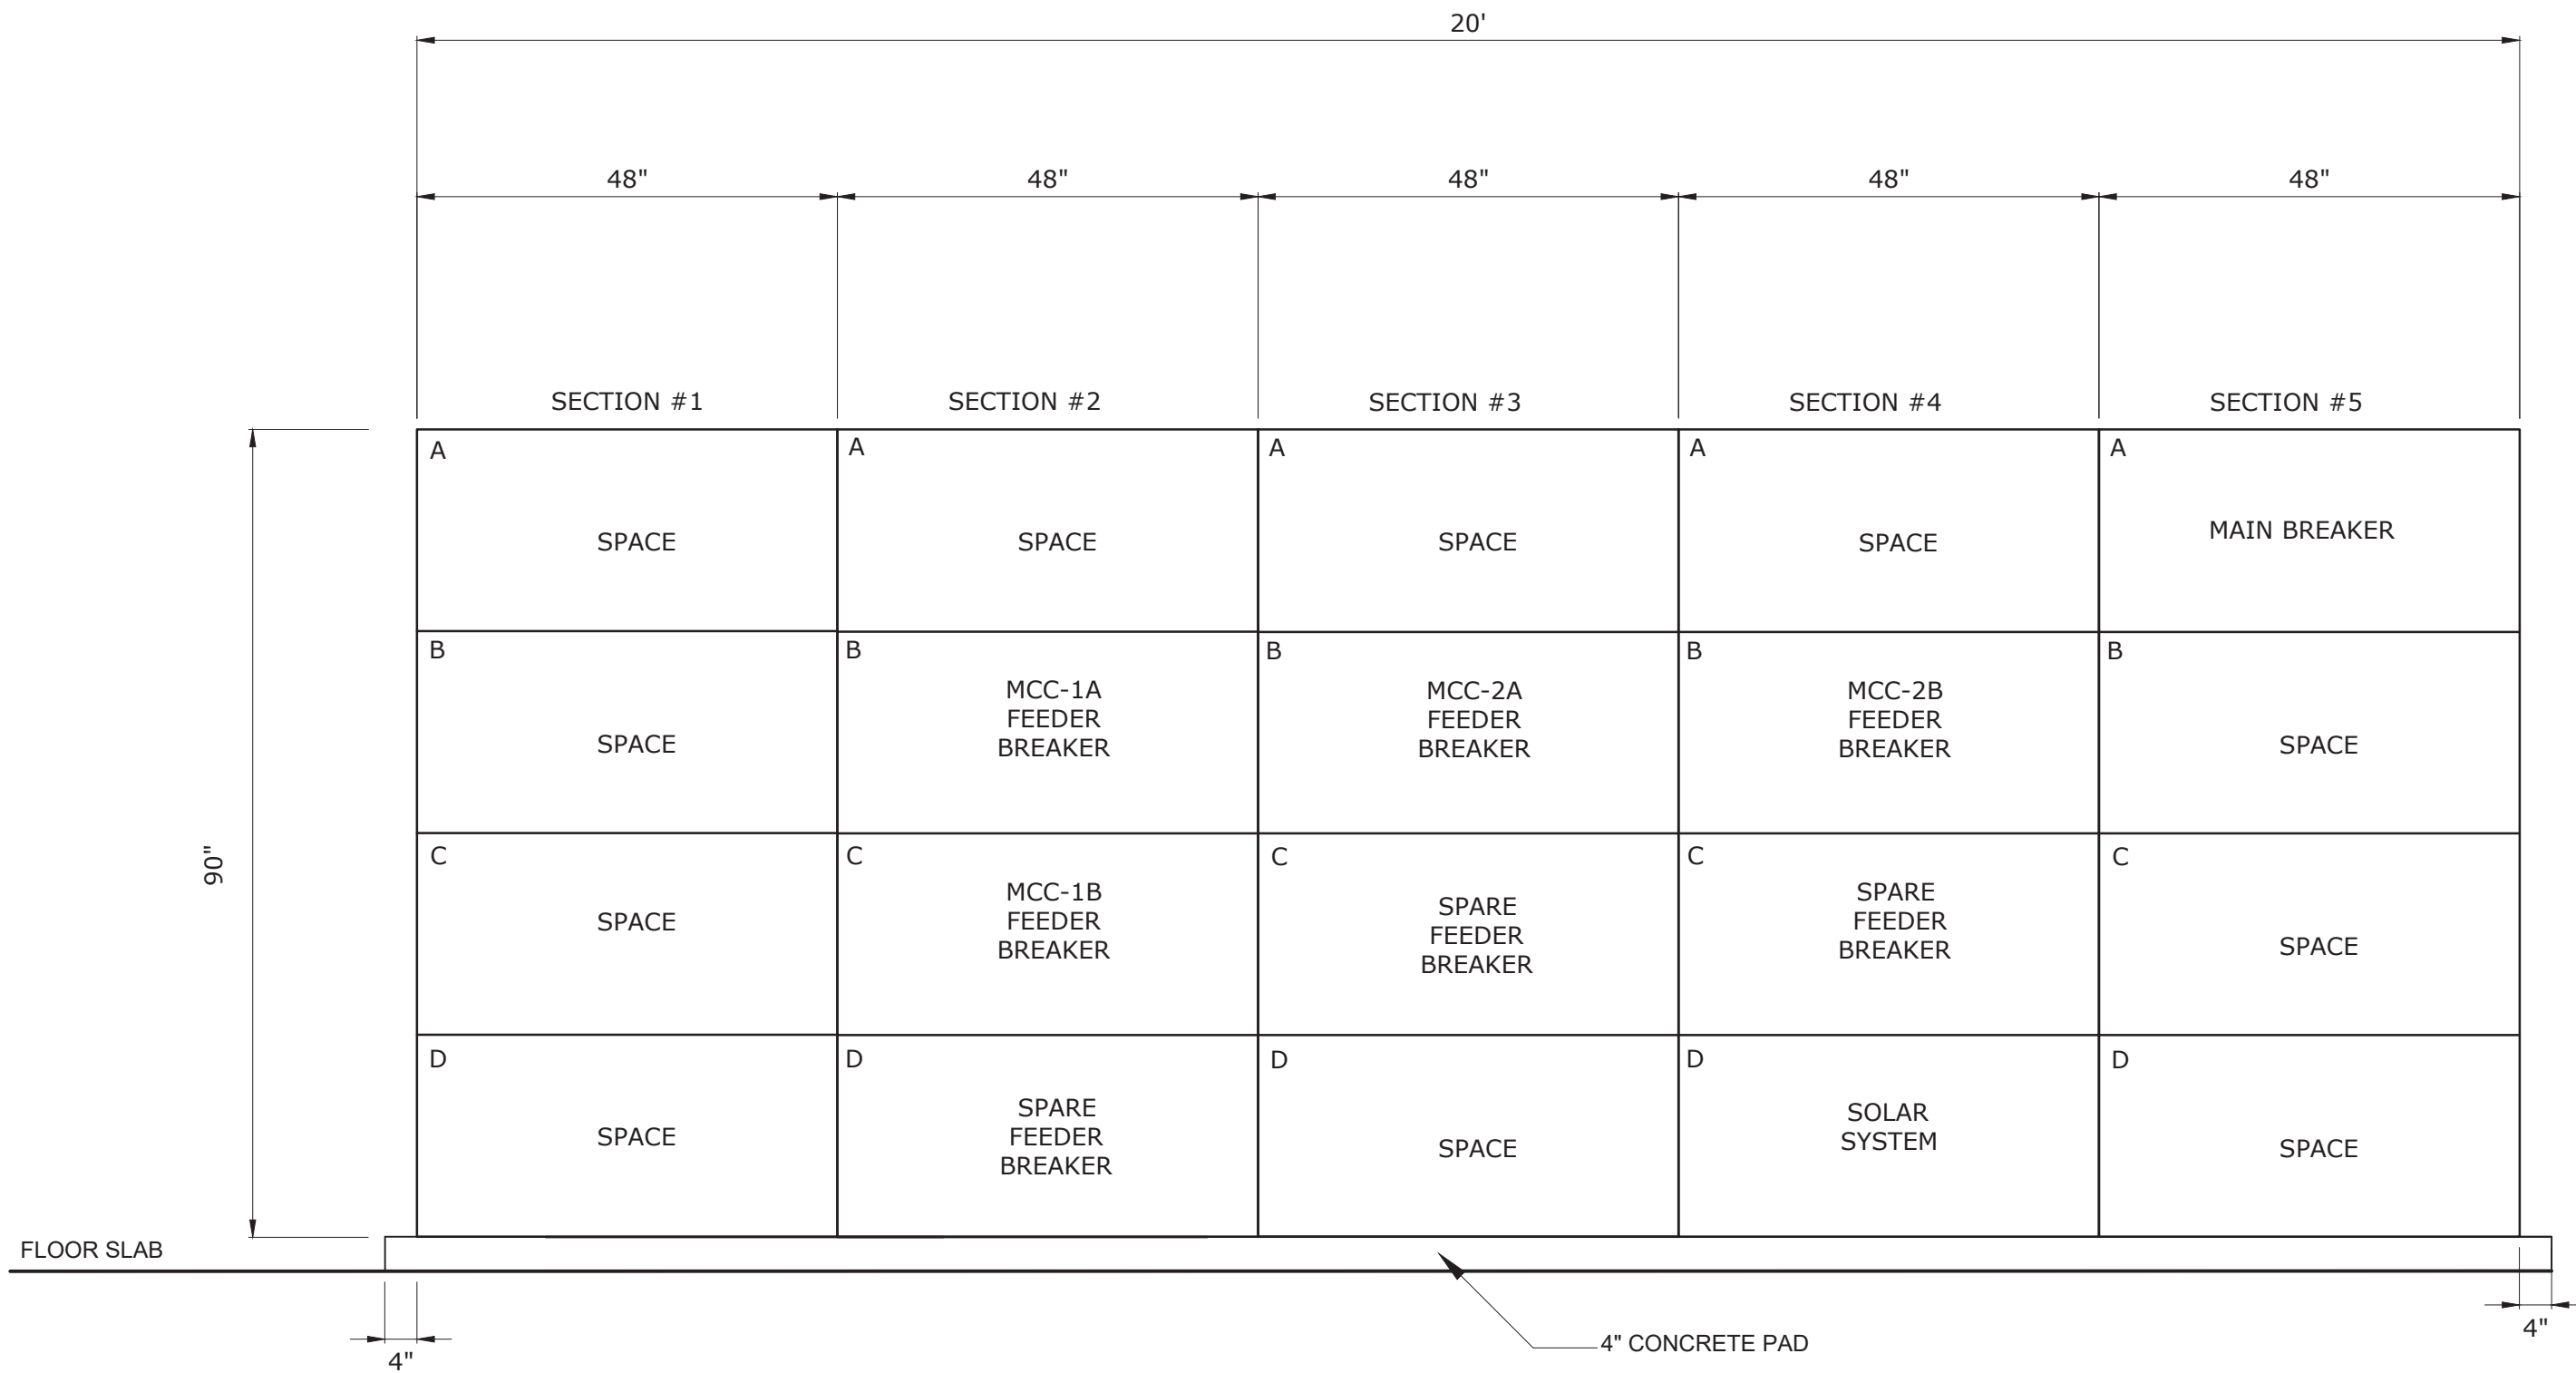 20'
48"
48"
48"
48"
48"
SECTION #1
SECTION #2
SECTION #3
SECTION #4
SECTION #5
90"
A
SPACE
A
SPACE
A
SPACE
A
SPACE
A
MAIN BREAKER
B
SPACE
B
MCC-1A
FEEDER
BREAKER
B
MCC-2A
FEEDER
BREAKER
B
MCC-2B
FEEDER
BREAKER
B
SPACE
C
SPACE
C
MCC-1B
FEEDER
BREAKER
C
SPARE
FEEDER
BREAKER
C
SPARE
FEEDER
BREAKER
C
SPACE
D
SPACE
D
SPARE
FEEDER
BREAKER
D
SPACE
D
SOLAR
SYSTEM
D
SPACE
FLOOR SLAB
4"
4" CONCRETE PAD
4"